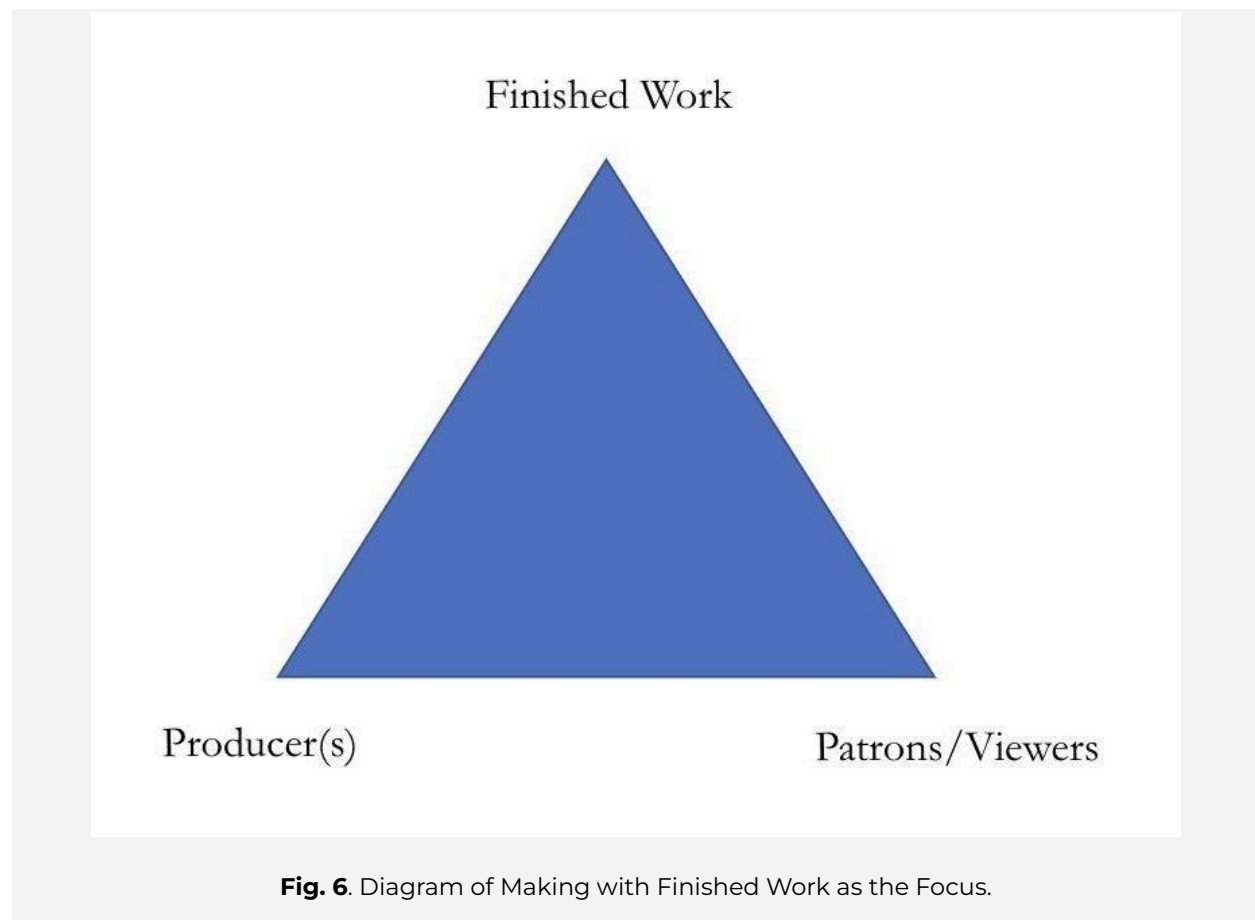 Finished Work
Producer(s)
Patrons/Viewers
Fig. 6. Diagram of Making with Finished Work as the Focus.